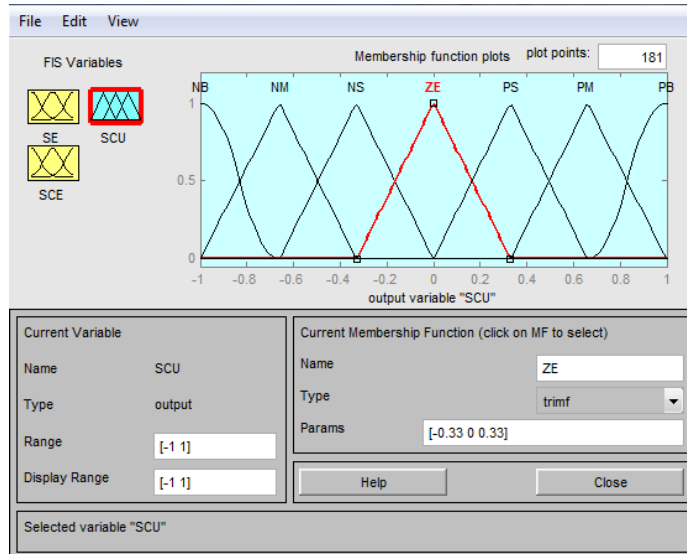 File Edit View
FIS Variables
Membership function plots plot points: 181
NB NM NS ZE PS PM PB
SE SCU
SCE
1
0.5
0
-1 -0.8 -0.6 -0.4 -0.2 0 0.2 0.4 0.6 0.8 1
output variable "SCU"
Current Variable
Name SCU
Type output
Range [-1 1]
Display Range [-1 1]
Current Membership Function (click on MF to select)
Name ZE
Type trimf
Params [-0.33 0 0.33]
Help Close
Selected variable "SCU"